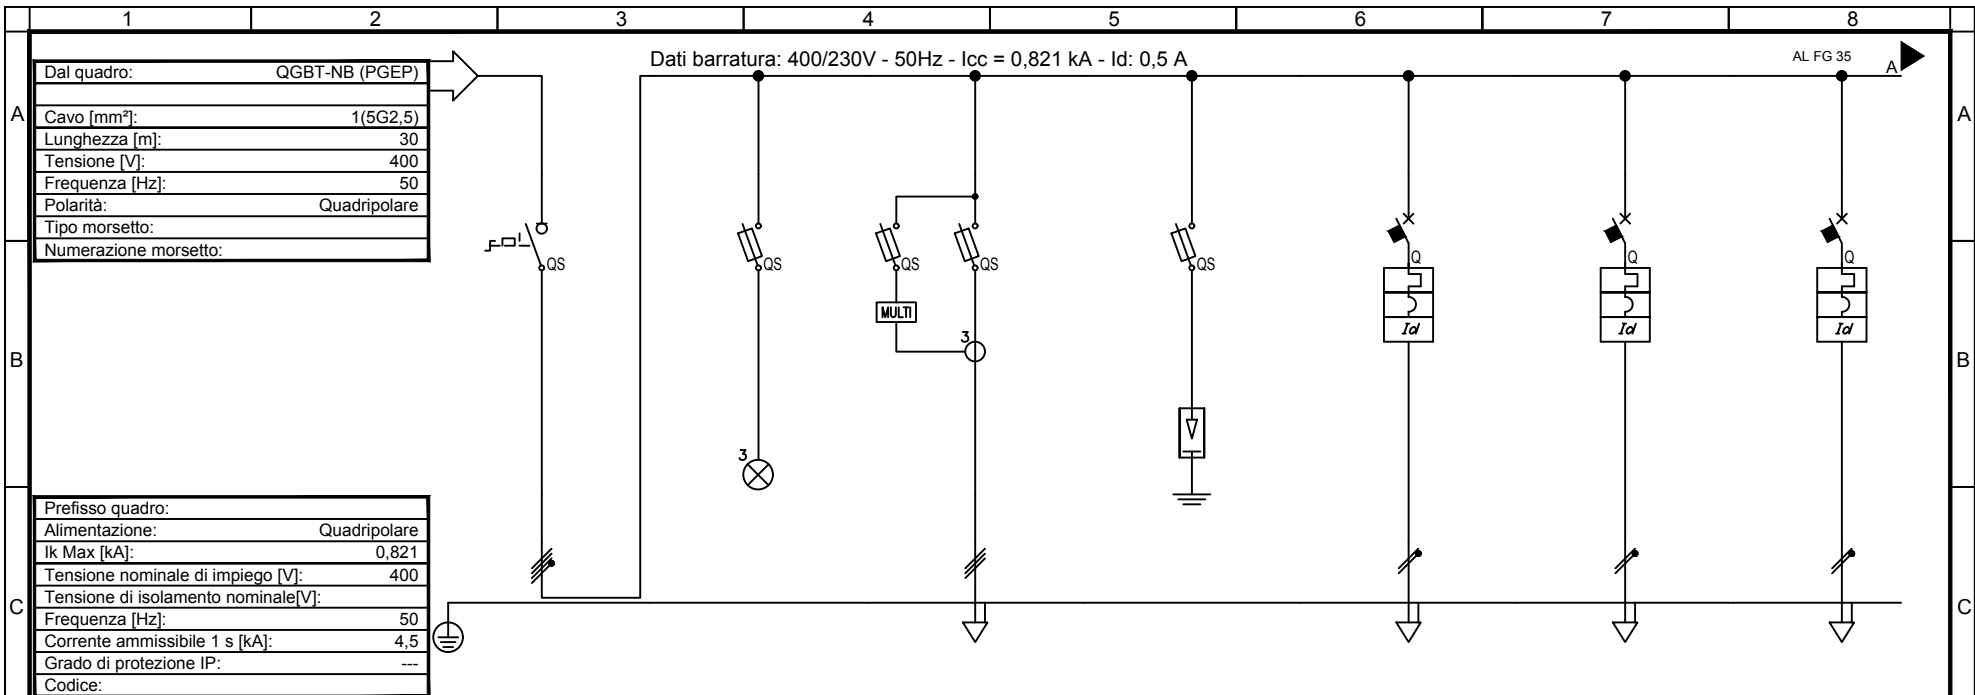 1 2 3 4 5 6 7 8
Dati barratura: 400/230V - 50Hz - Icc = 0,821 kA - Id: 0,5 A
AL FG 35
A
Dal quadro: QGBT-NB (PGEP)
Cavo [mm²]: 1(5G2,5)
Lunghezza [m]: 30
Tensione [V]: 400
Frequenza [Hz]: 50
Polarità: Quadripolare
Tipo morsetto:
Numerazione morsetto:
A A
QS QS QS QS QS Q Q Q
MULTI
Id Id Id
3
B B
3
Prefisso quadro:
Alimentazione: Quadripolare
Ik Max [kA]: 0,821
Tensione nominale di impiego [V]: 400
Tensione di isolamento nominale[V]:
Frequenza [Hz]: 50
Corrente ammissibile 1 s [kA]: 4,5
Grado di protezione IP: ---
Codice:
C C